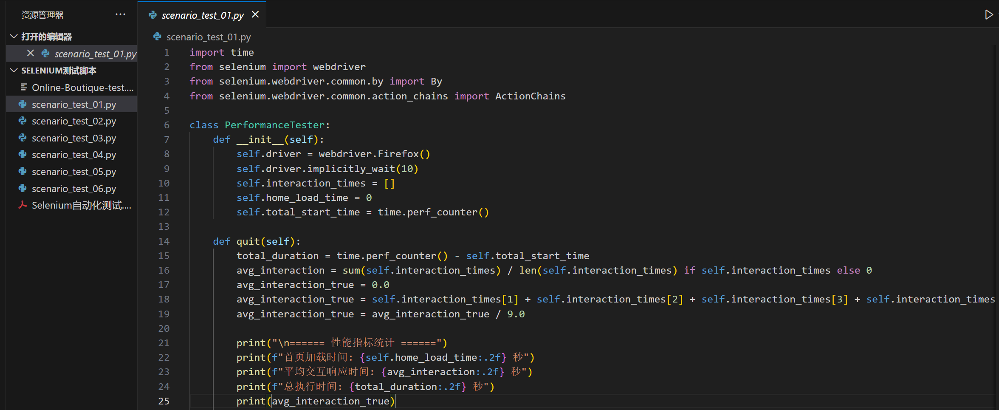 资源管理器
···
打开的编辑器
scenario_test_01.py
SELENIUM测试脚本
Online-Boutique-test....
scenario_test_01.py
scenario_test_02.py
scenario_test_03.py
scenario_test_04.py
scenario_test_05.py
scenario_test_06.py
Selenium自动化测试....
scenario_test_01.py
scenario_test_01.py
1 import time
2 from selenium import webdriver
3 from selenium.webdriver.common.by import By
4 from selenium.webdriver.common.action_chains import ActionChains
5
6 class PerformanceTester:
7     def __init__(self):
8         self.driver = webdriver.Firefox()
9         self.driver.implicitly_wait(10)
10         self.interaction_times = []
11         self.home_load_time = 0
12         self.total_start_time = time.perf_counter()
13
14     def quit(self):
15         total_duration = time.perf_counter() - self.total_start_time
16         avg_interaction = sum(self.interaction_times) / len(self.interaction_times) if self.interaction_times else 0
17         avg_interaction_true = 0.0
18         avg_interaction_true = self.interaction_times[1] + self.interaction_times[2] + self.interaction_times[3] + self.interaction_times
19         avg_interaction_true = avg_interaction_true / 9.0
20
21         print("\n====== 性能指标统计 ======")
22         print(f"首页加载时间: {self.home_load_time:.2f} 秒")
23         print(f"平均交互响应时间: {avg_interaction:.2f} 秒")
24         print(f"总执行时间: {total_duration:.2f} 秒")
25         print(avg_interaction_true)